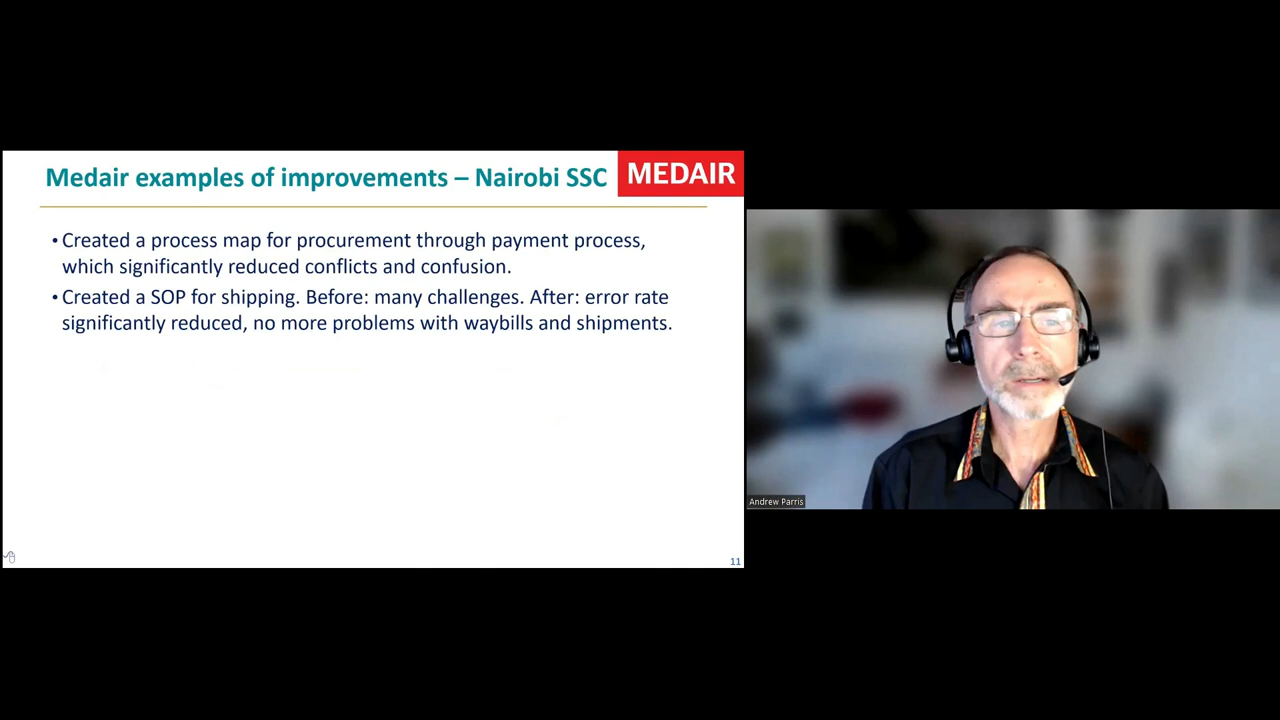 Medair examples of improvements – Nairobi SSC
MEDAIR
• Created a process map for procurement through payment process,
which significantly reduced conflicts and confusion.
• Created a SOP for shipping. Before: many challenges. After: error rate
significantly reduced, no more problems with waybills and shipments.
11
Andrew Parris